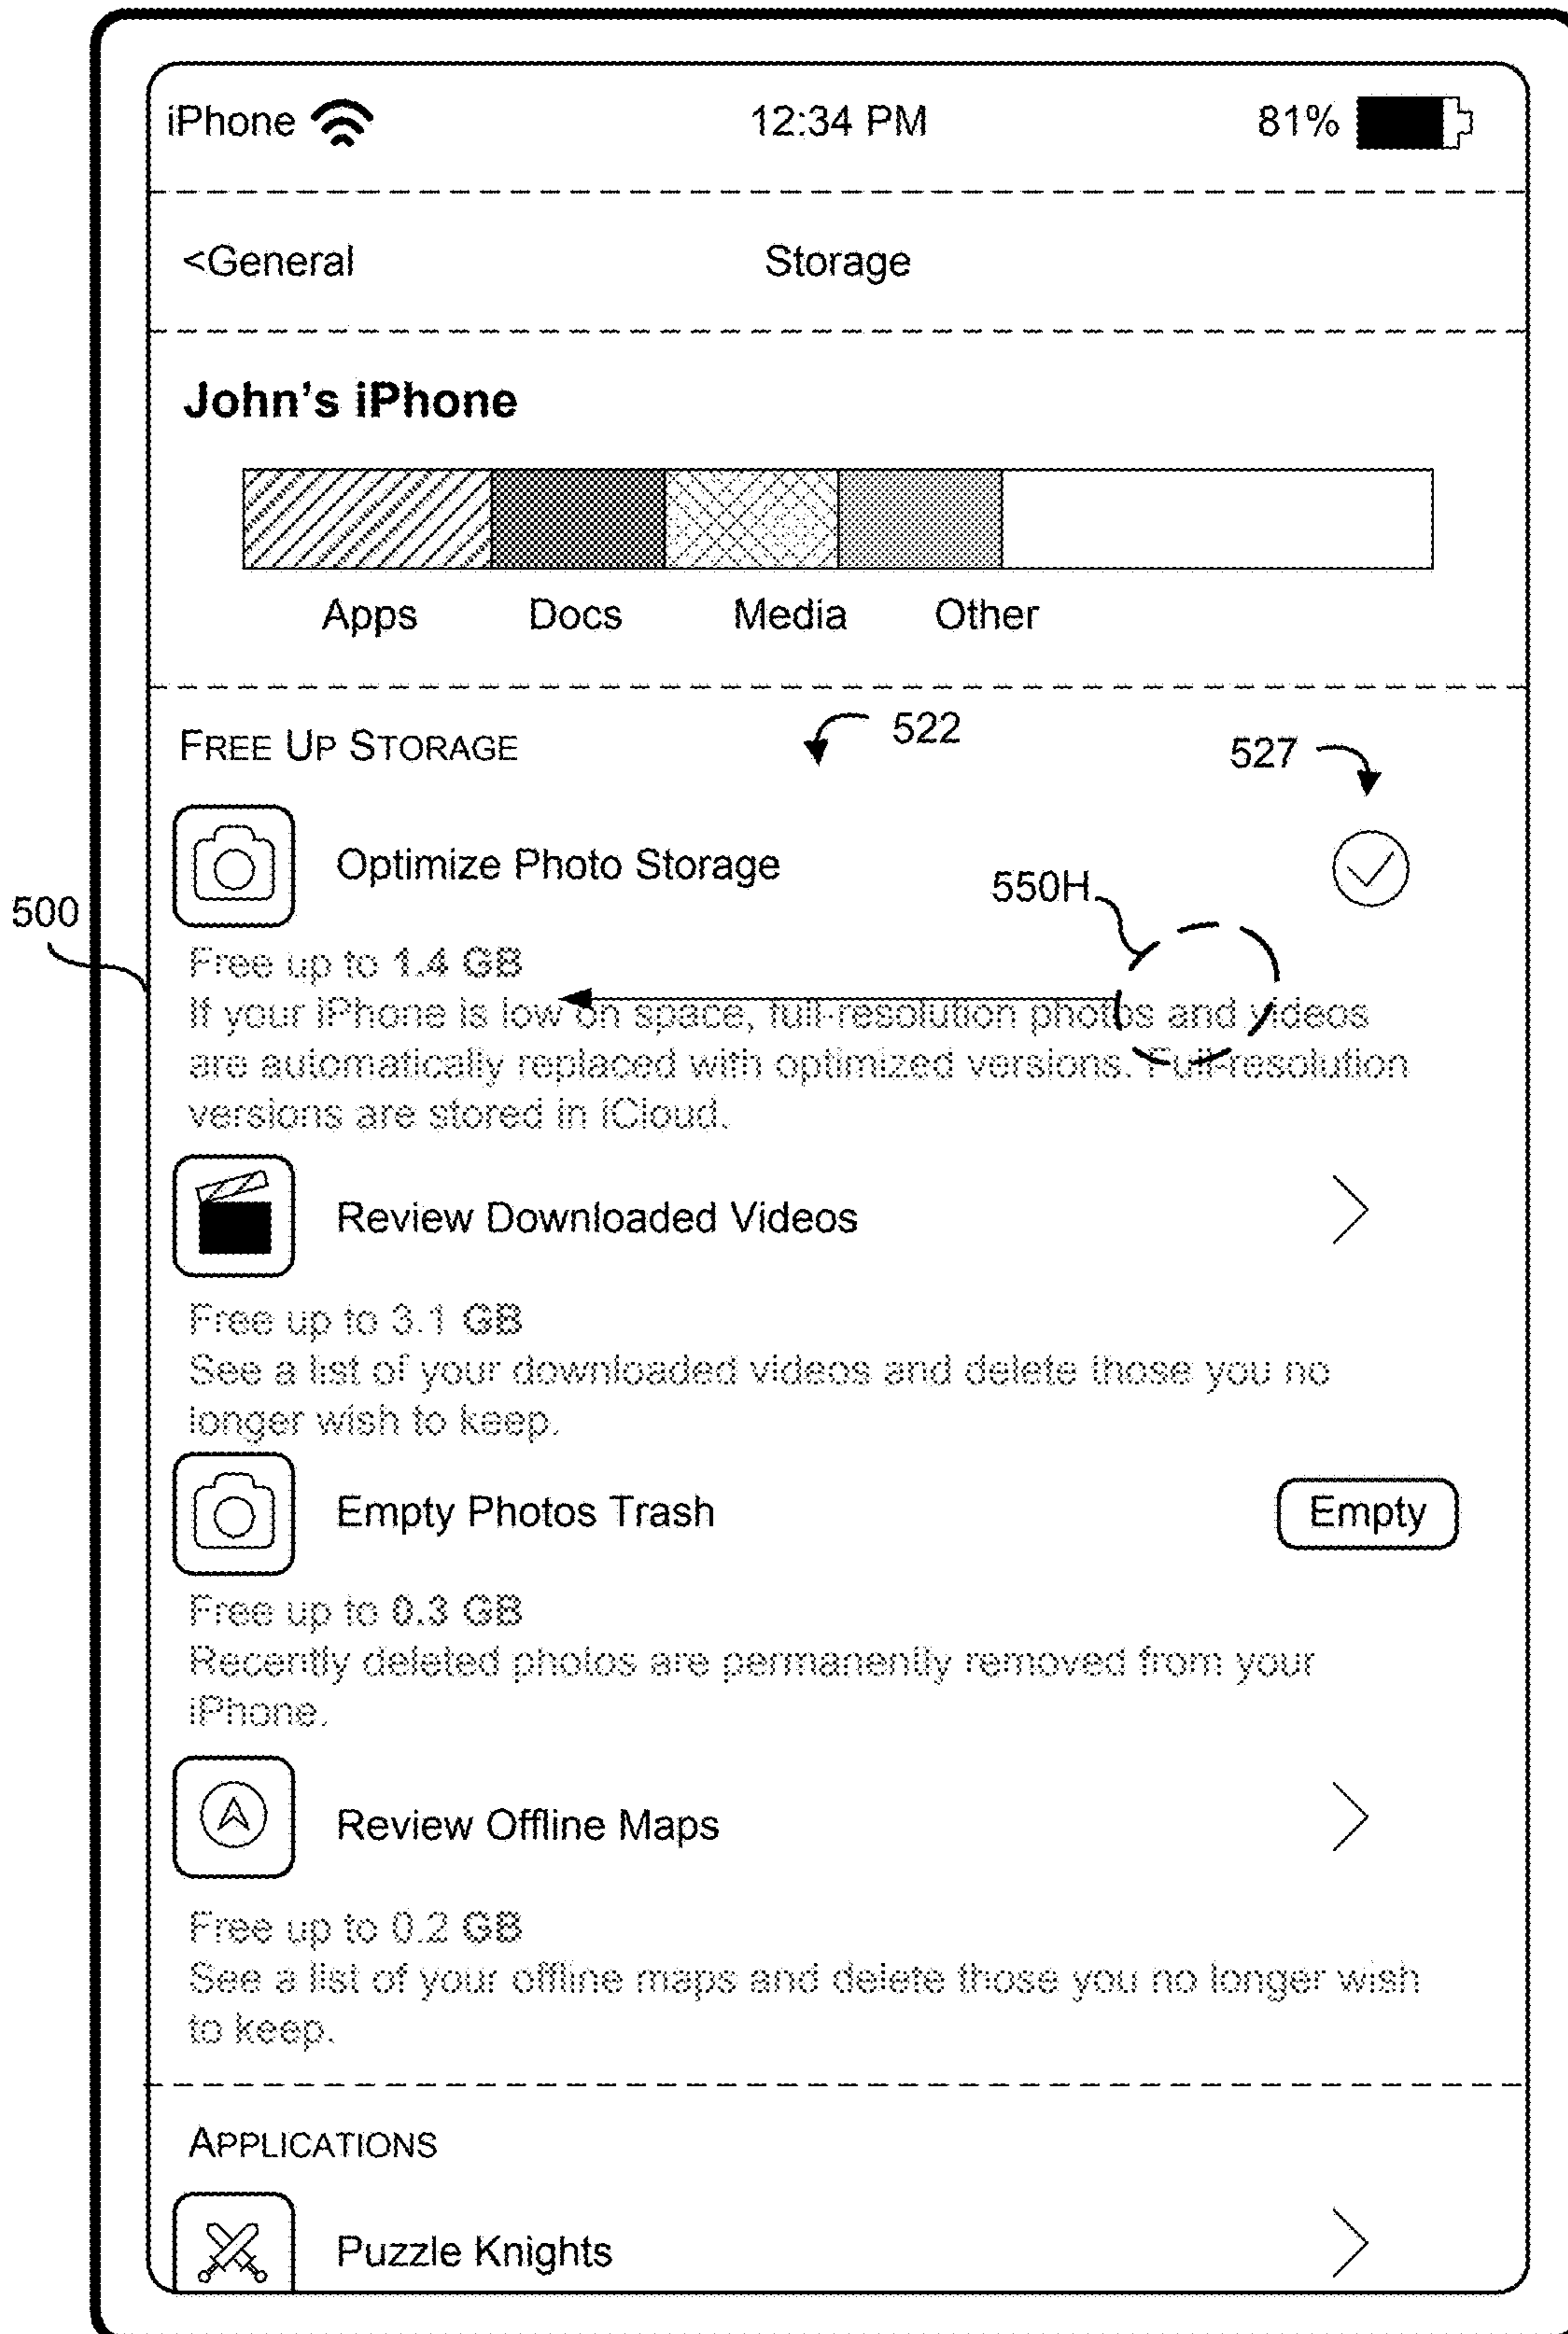 iPhone 12:34 PM 81%
<General Storage
John's iPhone
Apps Docs Media Other
FREE UP STORAGE 522 527
Optimize Photo Storage
550H
500
Free up to 1.4 GB
If your iPhone is low on space, full-resolution photos and videos
are automatically replaced with optimized versions. Full-resolution
versions are stored in iCloud.
Review Downloaded Videos
Free up to 3.1 GB
See a list of your downloaded videos and delete those you no
longer wish to keep.
Empty Photos Trash Empty
Free up to 0.3 GB
Recently deleted photos are permanently removed from your
iPhone.
Review Offline Maps
Free up to 0.2 GB
See a list of your offline maps and delete those you no longer wish
to keep.
APPLICATIONS
Puzzle Knights